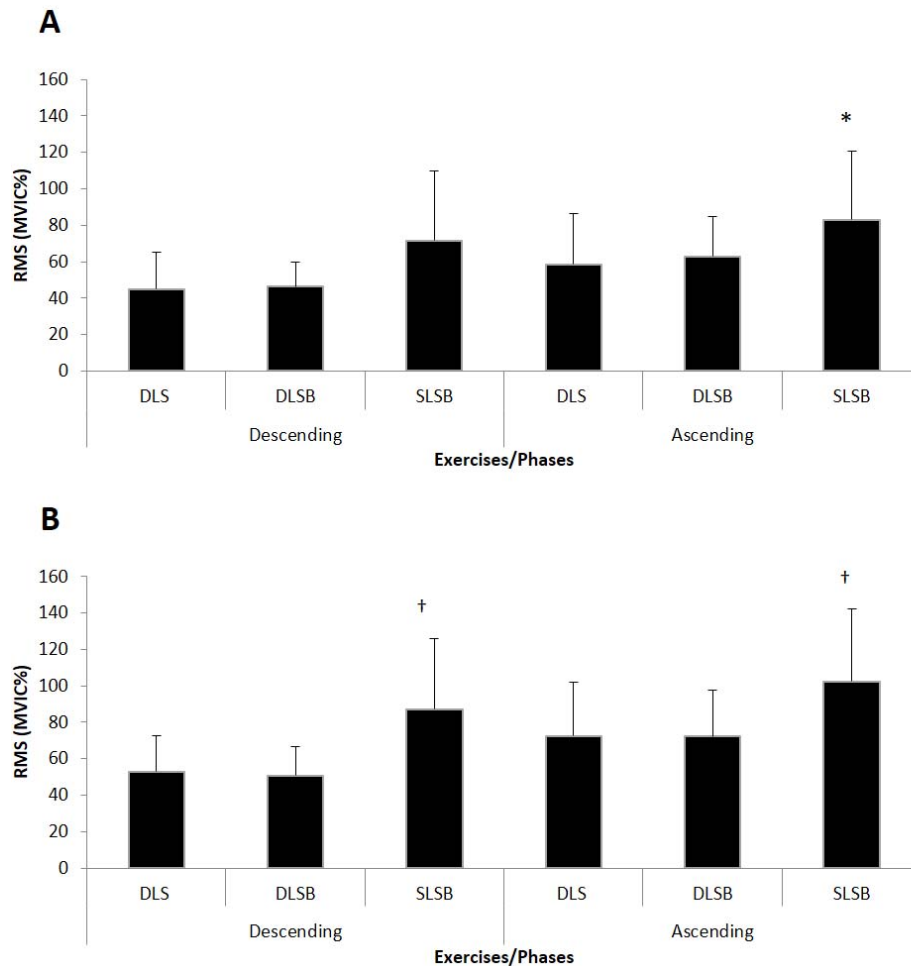 A
160
140
120
100
80
60
40
20
0
RMS (MVIC%)
*
DLS DLSB SLSB DLS DLSB SLSB
Descending Ascending
Exercises/Phases
B
160
140
120
100
80
60
40
20
0
RMS (MVIC%)
† †
DLS DLSB SLSB DLS DLSB SLSB
Descending Ascending
Exercises/Phases